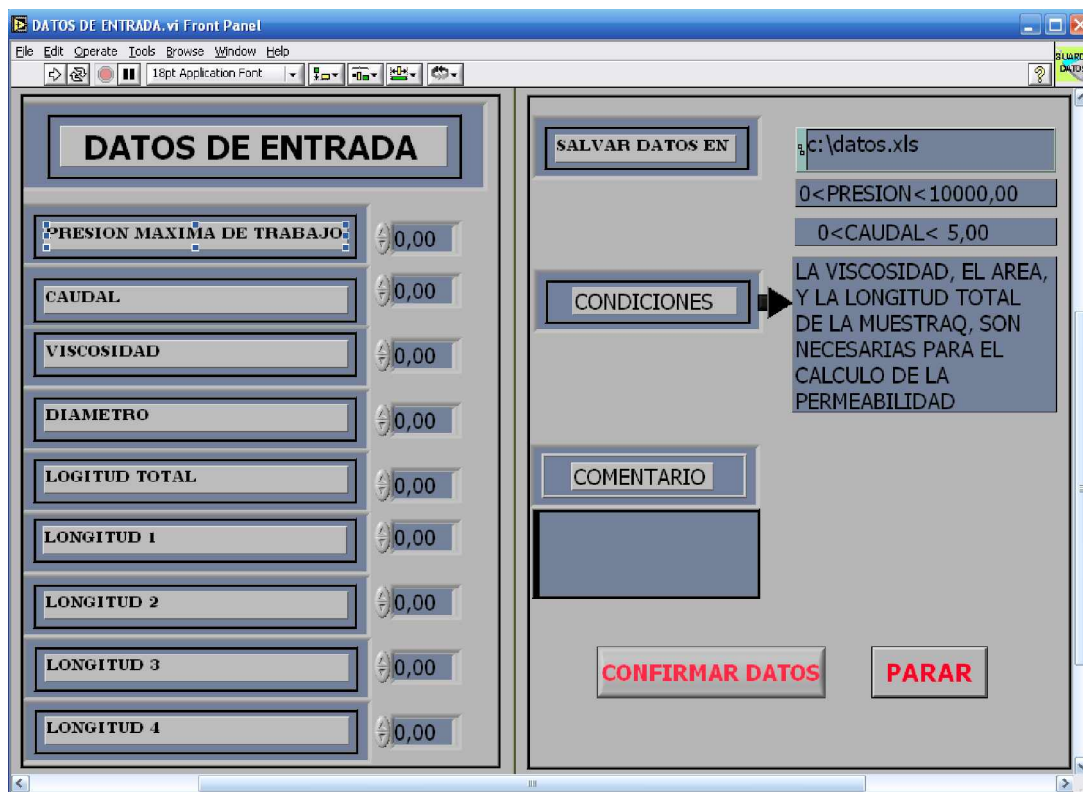 DATOS DE ENTRADA.vi Front Panel
File Edit Operate Tools Browse Window Help
18pt Application Font
?
GUARD
DATOS
DATOS DE ENTRADA
PRESION MAXIMA DE TRABAJO
0,00
CAUDAL
0,00
VISCOSIDAD
0,00
DIAMETRO
0,00
LOGITUD TOTAL
0,00
LONGITUD 1
0,00
LONGITUD 2
0,00
LONGITUD 3
0,00
LONGITUD 4
0,00
SALVAR DATOS EN
c:\datos.xls
0<PRESION<10000,00
0<CAUDAL< 5,00
CONDICIONES
LA VISCOSIDAD, EL AREA,
Y LA LONGITUD TOTAL
DE LA MUESTRAQ, SON
NECESARIAS PARA EL
CALCULO DE LA
PERMEABILIDAD
COMENTARIO
CONFIRMAR DATOS
PARAR